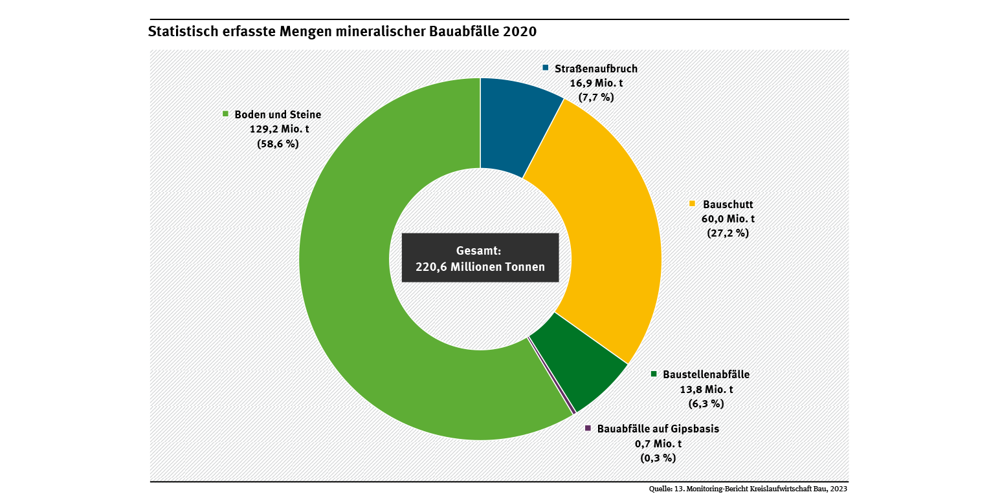 Statistisch erfasste Mengen mineralischer Bauabfälle 2020
Straßenaufbruch
16,9 Mio. t
(7,7 %)
Boden und Steine
129,2 Mio. t
(58,6 %)
Bauschutt
60,0 Mio. t
(27,2 %)
Gesamt:
220,6 Millionen Tonnen
Baustellenabfälle
13,8 Mio. t
(6,3 %)
Bauabfälle auf Gipsbasis
0,7 Mio. t
(0,3 %)
Quelle: 13. Monitoring-Bericht Kreislaufwirtschaft Bau, 2023